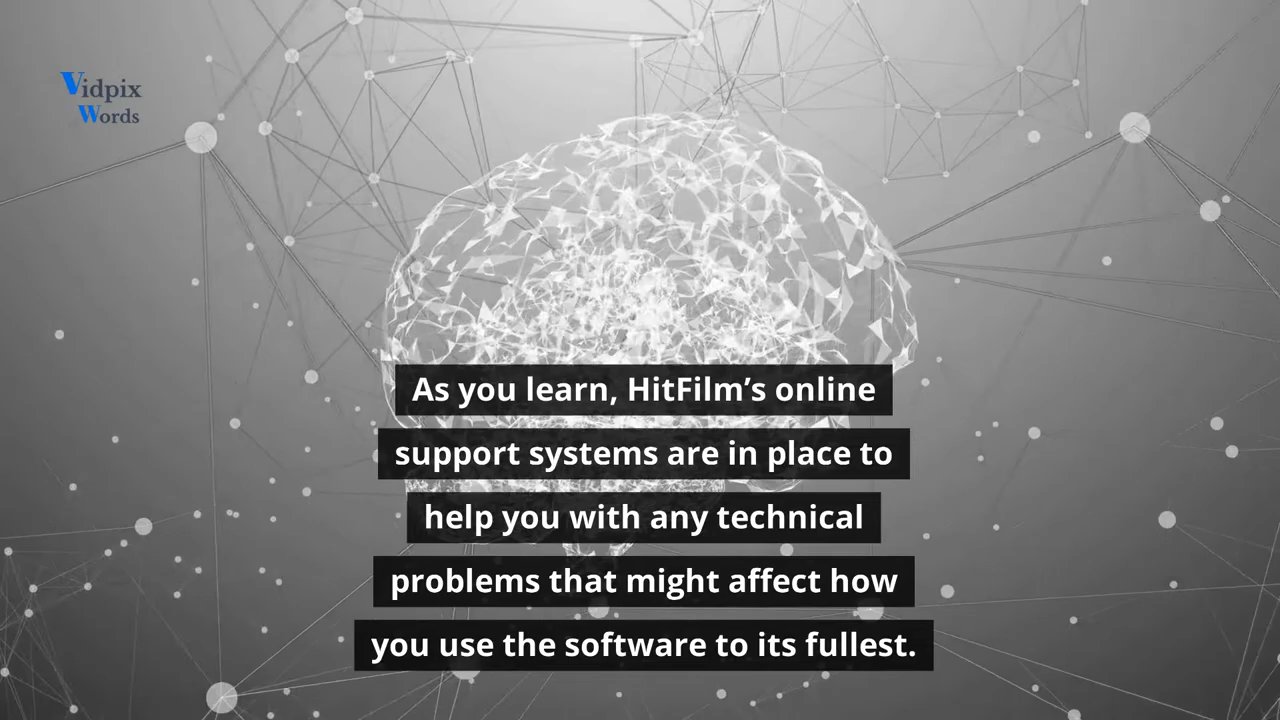 Vidpix
Words
As you learn, HitFilm’s online
support systems are in place to
help you with any technical
problems that might affect how
you use the software to its fullest.